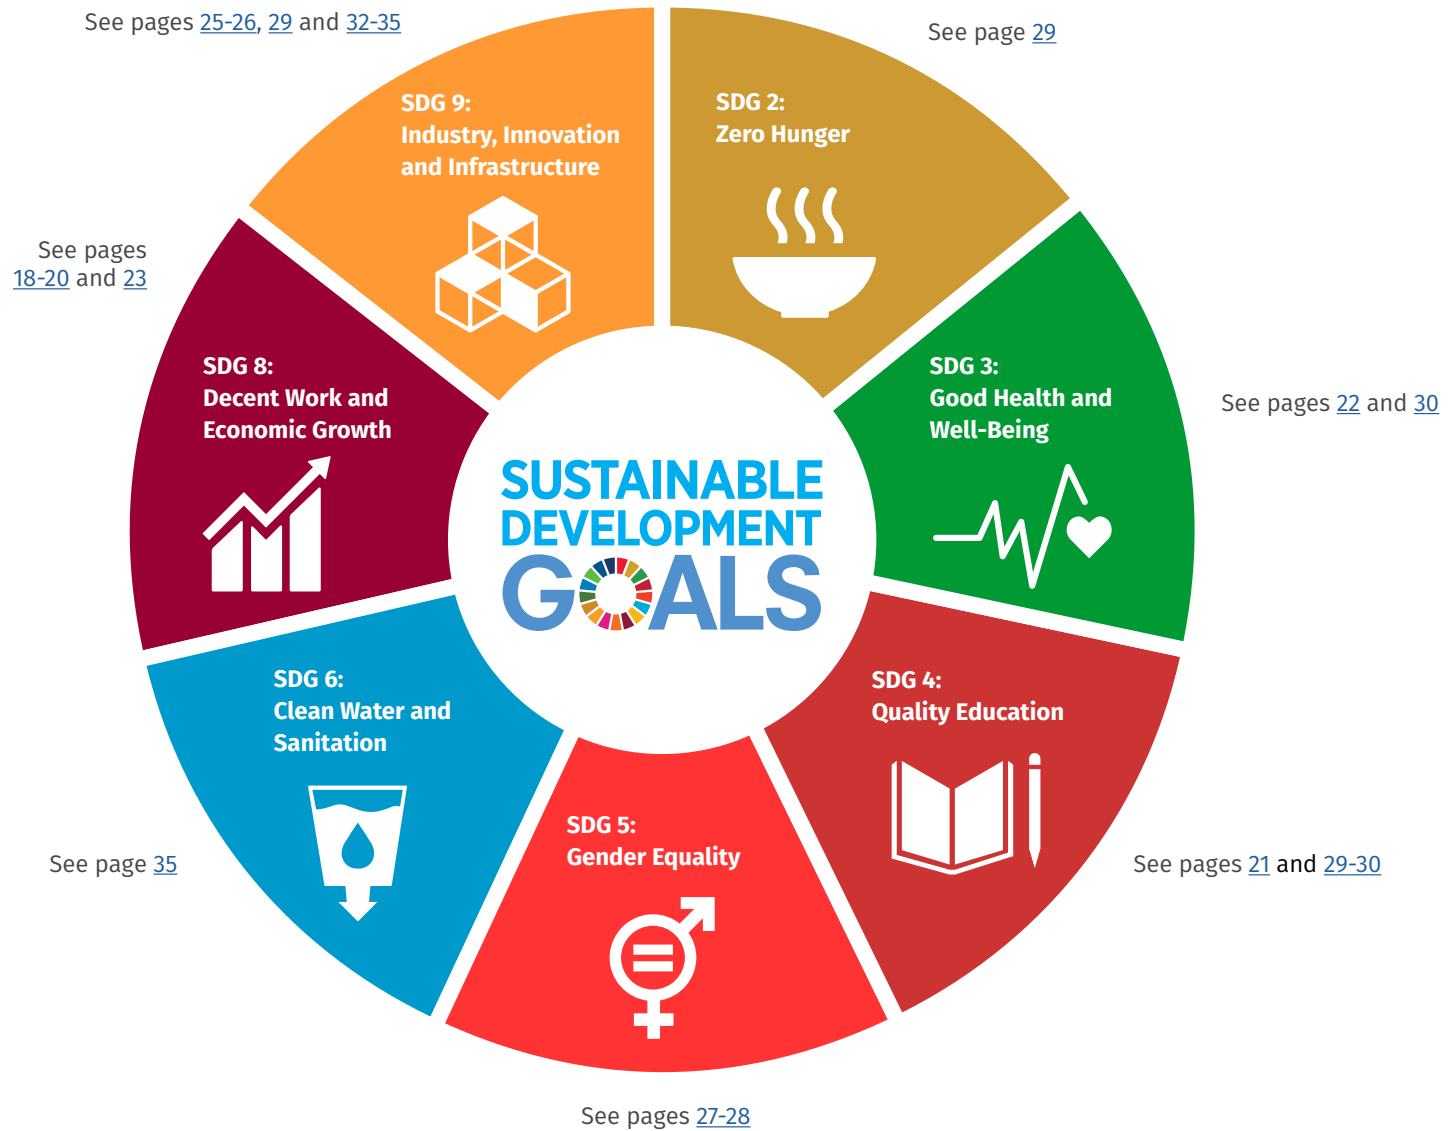 See pages 25-26, 29 and 32-35
See page 29
SDG 9:
Industry, Innovation
and Infrastructure
SDG 2:
Zero Hunger
See pages
18-20 and 23
SDG 8:
Decent Work and
Economic Growth
SDG 3:
Good Health and
Well-Being
See pages 22 and 30
SUSTAINABLE
DEVELOPMENT
GOALS
SDG 6:
Clean Water and
Sanitation
SDG 4:
Quality Education
See page 35
SDG 5:
Gender Equality
See pages 21 and 29-30
See pages 27-28